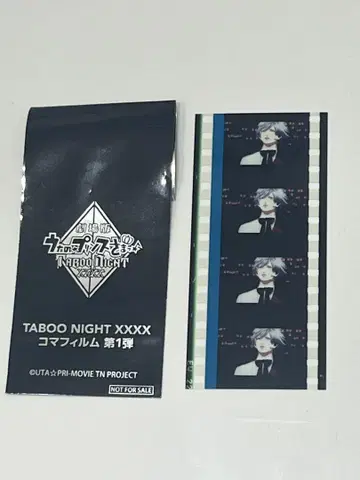 劇場版
うたの☆プリンスさまっ♪
TABOO NIGHT
XXXX
TABOO NIGHT XXXX
コマフィルム 第1弾
©UTA☆PRI-MOVIE TN PROJECT
NOT FOR SALE